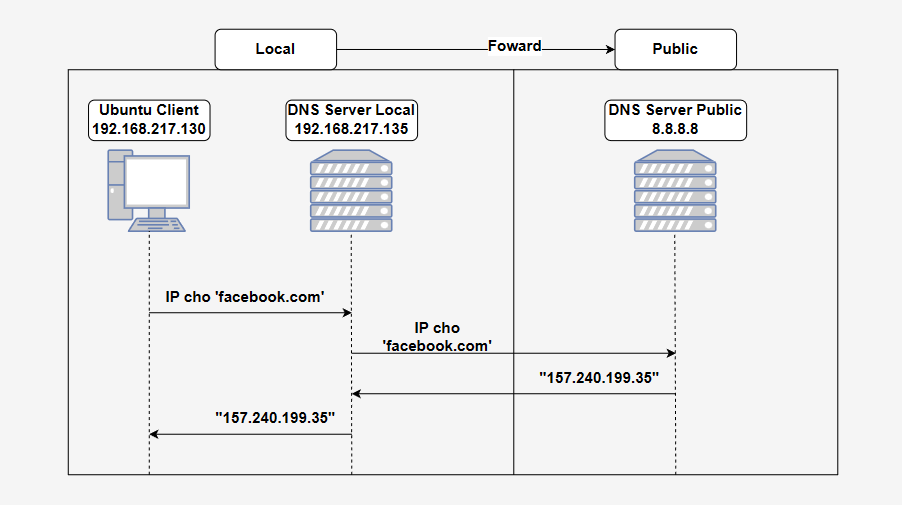 Local
Foward
Public
Ubuntu Client
192.168.217.130
DNS Server Local
192.168.217.135
DNS Server Public
8.8.8.8
IP cho 'facebook.com'
IP cho
'facebook.com'
"157.240.199.35"
"157.240.199.35"